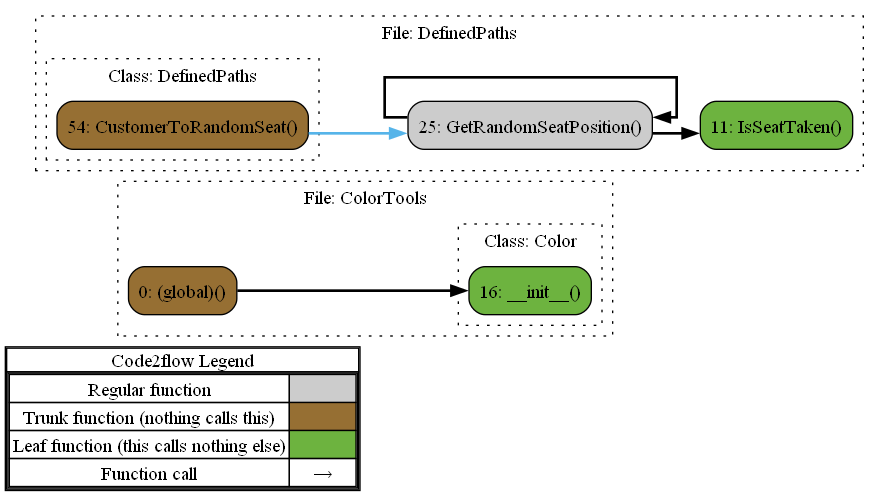 File: DefinedPaths
Class: DefinedPaths
54: CustomerToRandomSeat()
25: GetRandomSeatPosition()
11: IsSeatTaken()
File: ColorTools
Class: Color
0: (global)()
16: __init__()
Code2flow Legend
Regular function
Trunk function (nothing calls this)
Leaf function (this calls nothing else)
Function call →